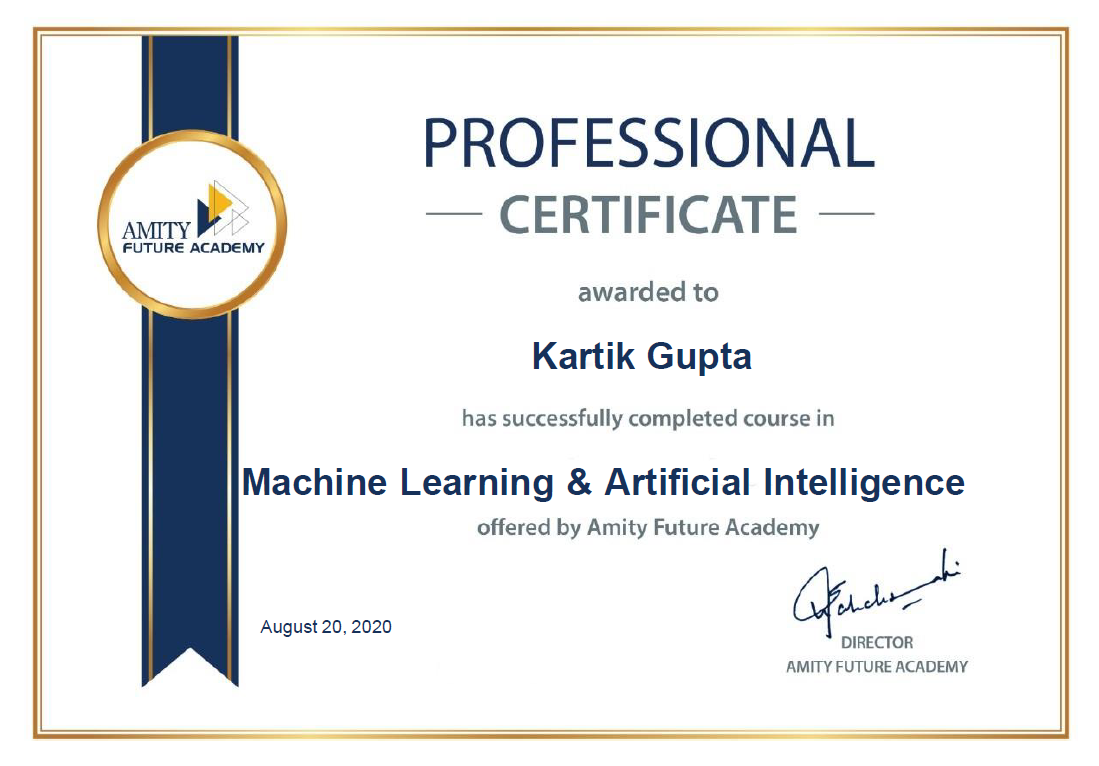 AMITY
FUTURE ACADEMY
PROFESSIONAL
CERTIFICATE
awarded to
Kartik Gupta
has successfully completed course in
Machine Learning & Artificial Intelligence
offered by Amity Future Academy
August 20, 2020
DIRECTOR
AMITY FUTURE ACADEMY